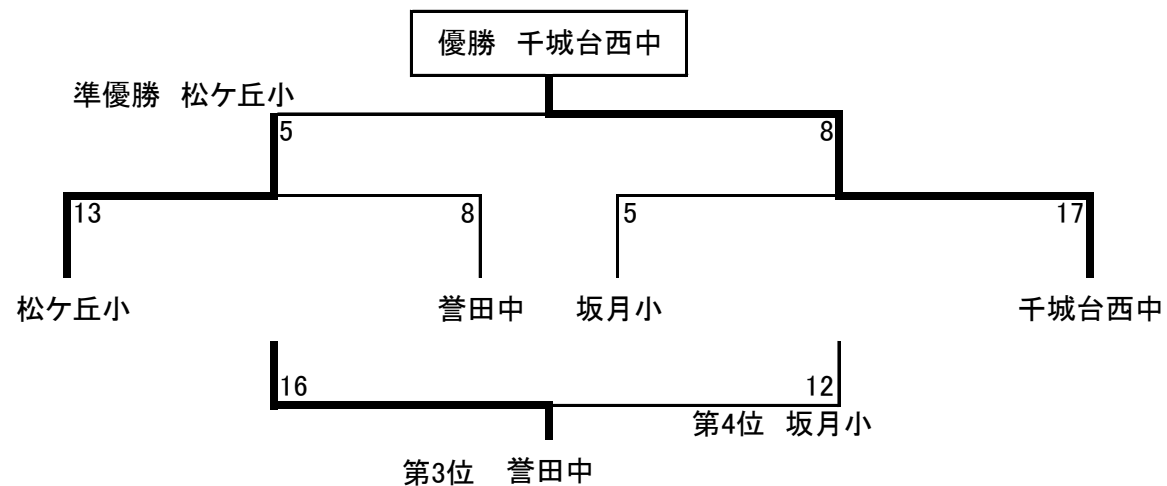 優勝 千城台西中
準優勝 松ケ丘小
5 8
13 8 5 17
松ケ丘小 誉田中 坂月小 千城台西中
16 12
第4位 坂月小
第3位 誉田中